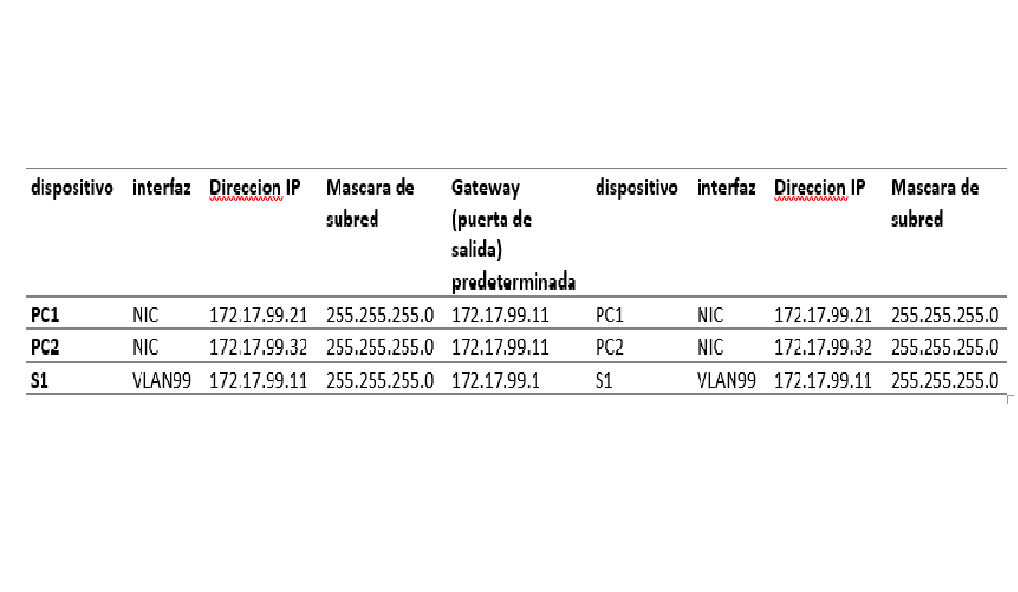 dispositivo interfaz Direccion IP Mascara de subred Gateway (puerta de salida) predeterminada dispositivo interfaz Direccion IP Mascara de subred
PC1 NIC 172.17.99.21 255.255.255.0 172.17.99.11 PC1 NIC 172.17.99.21 255.255.255.0
PC2 NIC 172.17.99.32 255.255.255.0 172.17.99.11 PC2 NIC 172.17.99.32 255.255.255.0
S1 VLAN99 172.17.99.11 255.255.255.0 172.17.99.1 S1 VLAN99 172.17.99.11 255.255.255.0